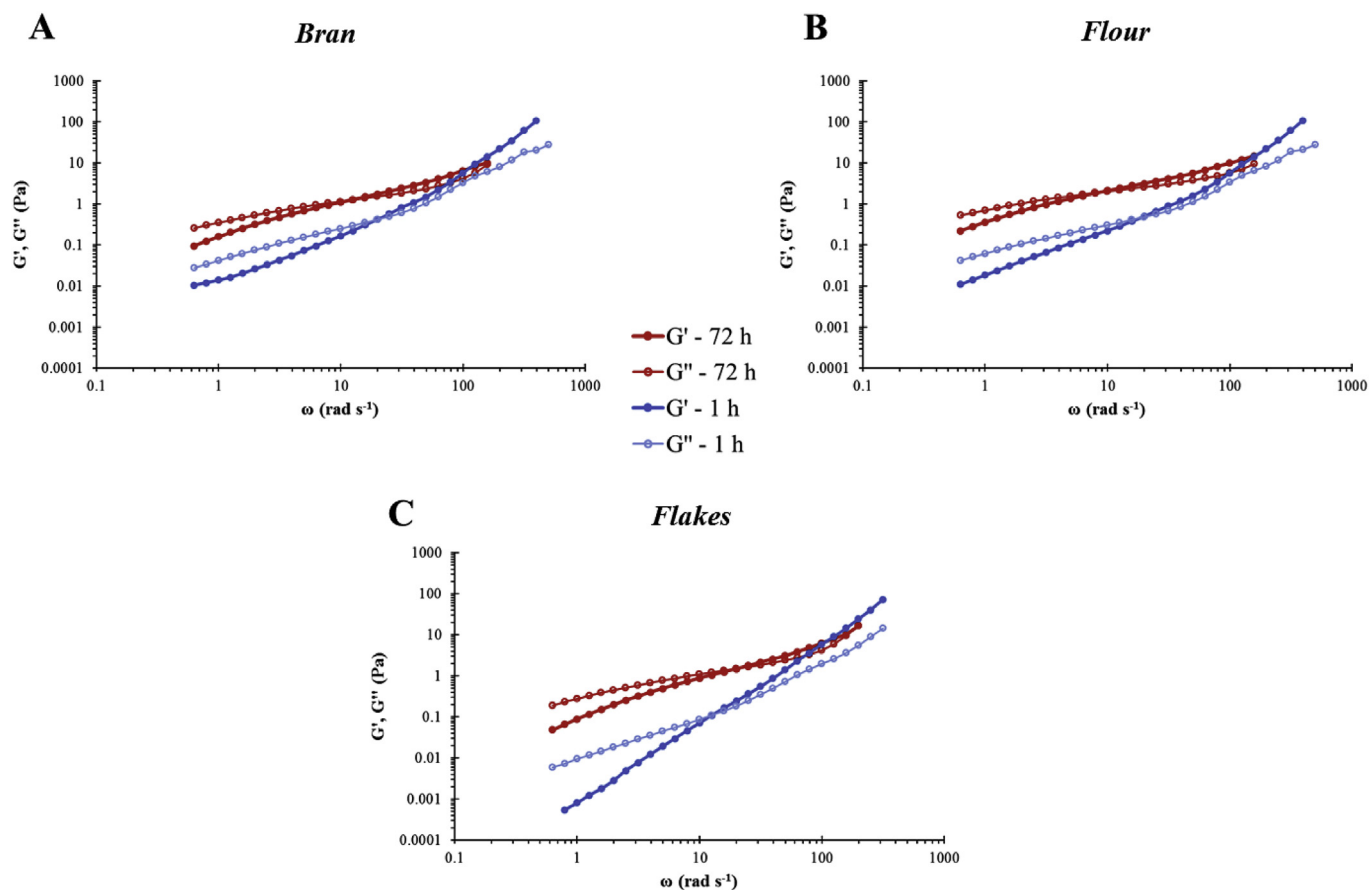 A
Bran
1000
100
10
1
0.1
0.01
0.001
0.0001
G', G" (Pa)
0.1
1
10
100
1000
ω (rad s⁻¹)
B
Flour
1000
100
10
1
0.1
0.01
0.001
0.0001
G', G" (Pa)
0.1
1
10
100
1000
ω (rad s⁻¹)
G' - 72 h
G" - 72 h
G' - 1 h
G" - 1 h
C
Flakes
1000
100
10
1
0.1
0.01
0.001
0.0001
G', G" (Pa)
0.1
1
10
100
1000
ω (rad s⁻¹)